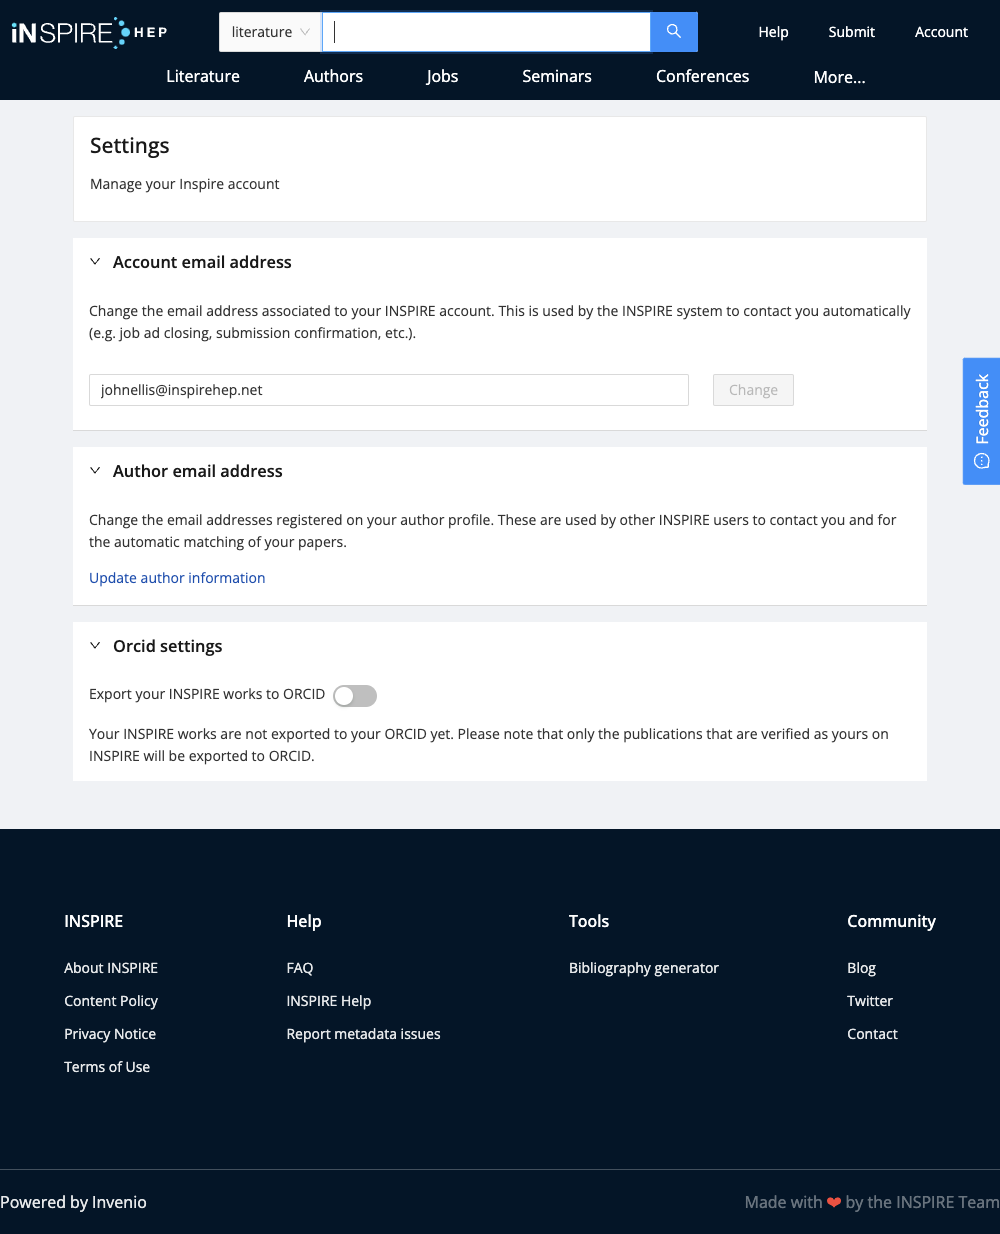 iNSPIRE HEP
literature
Help
Submit
Account
Literature
Authors
Jobs
Seminars
Conferences
More...
Settings
Manage your Inspire account
Account email address
Change the email address associated to your INSPIRE account. This is used by the INSPIRE system to contact you automatically
(e.g. job ad closing, submission confirmation, etc.).
johnellis@inspirehep.net
Change
Feedback
Author email address
Change the email addresses registered on your author profile. These are used by other INSPIRE users to contact you and for
the automatic matching of your papers.
Update author information
Orcid settings
Export your INSPIRE works to ORCID
Your INSPIRE works are not exported to your ORCID yet. Please note that only the publications that are verified as yours on
INSPIRE will be exported to ORCID.
INSPIRE
About INSPIRE
Content Policy
Privacy Notice
Terms of Use
Help
FAQ
INSPIRE Help
Report metadata issues
Tools
Bibliography generator
Community
Blog
Twitter
Contact
Powered by Invenio
Made with ❤ by the INSPIRE Team